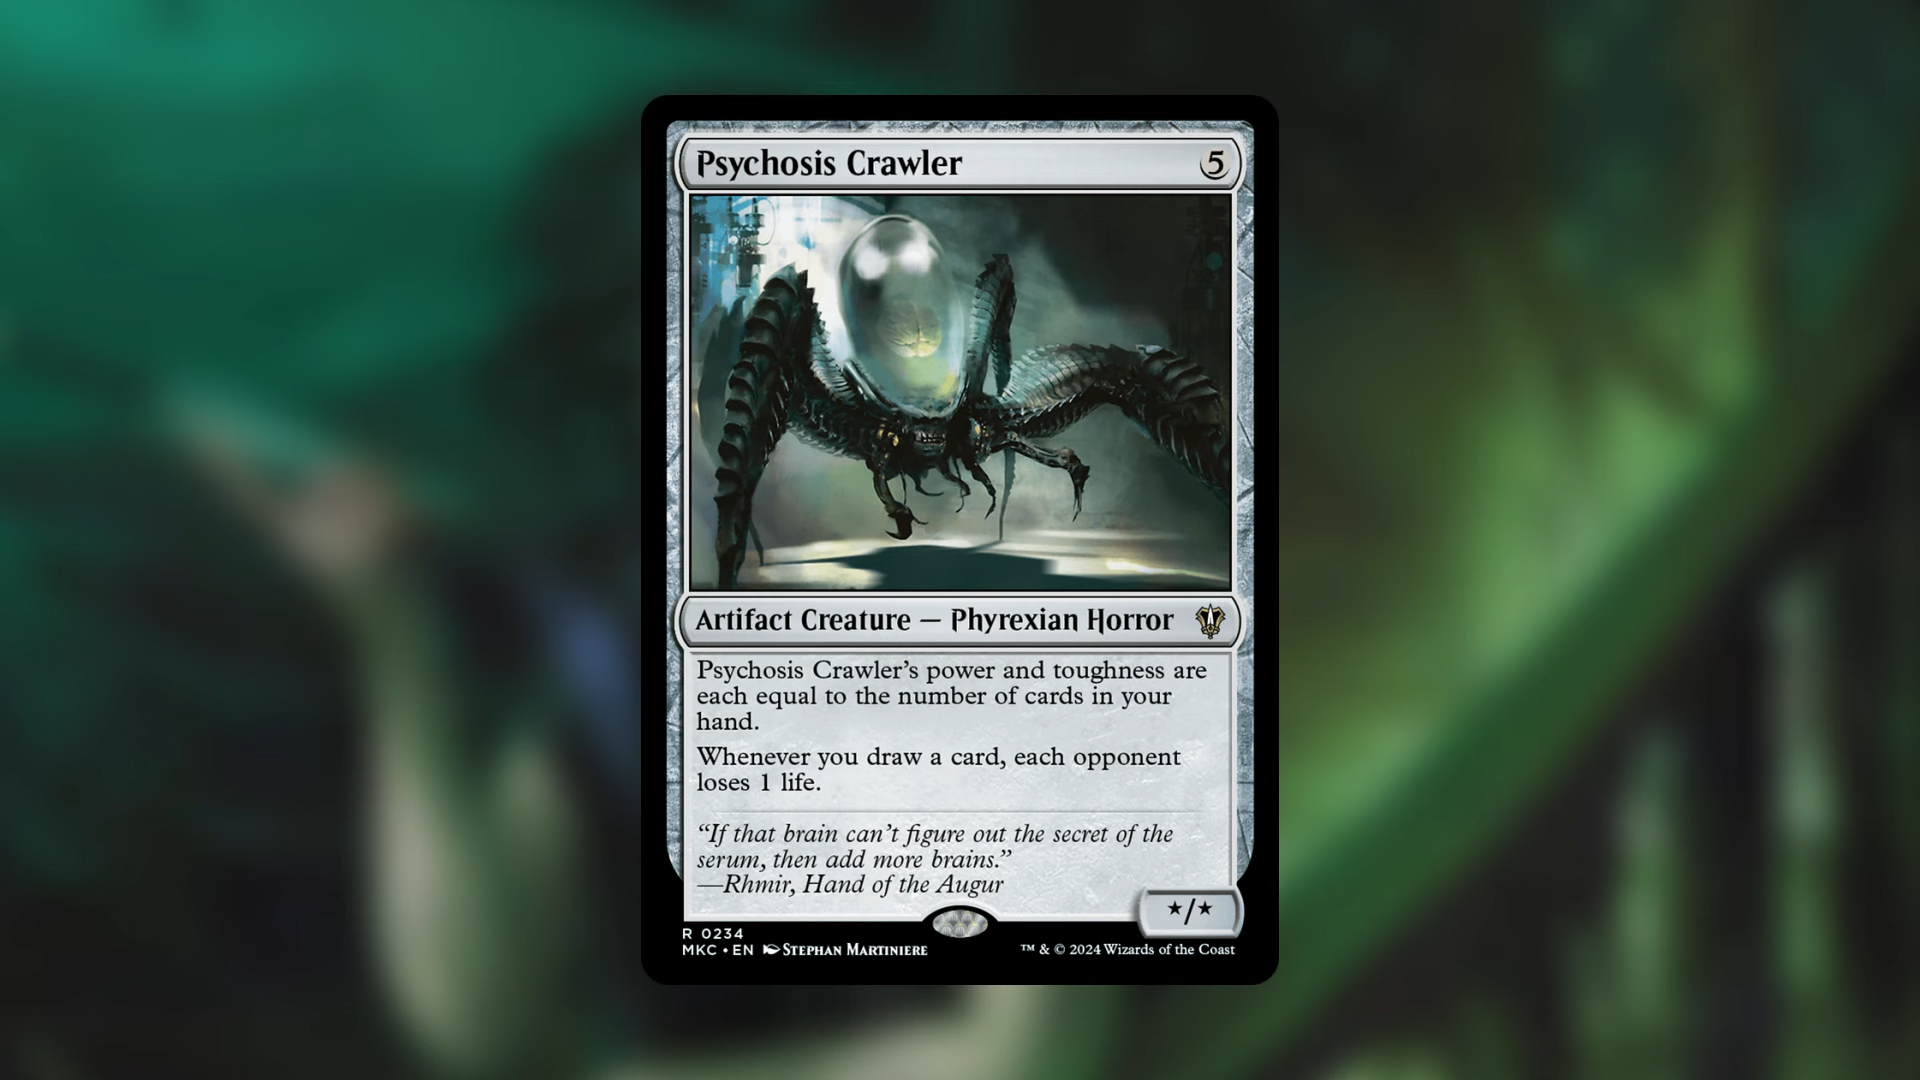 Psychosis Crawler 5
Artifact Creature — Phyrexian Horror
Psychosis Crawler’s power and toughness are
each equal to the number of cards in your
hand.
Whenever you draw a card, each opponent
loses 1 life.
“If that brain can’t figure out the secret of the
serum, then add more brains.”
—Rhmir, Hand of the Augur
★/★
R 0234
MKC • EN Stephan Martiniere
™ & © 2024 Wizards of the Coast